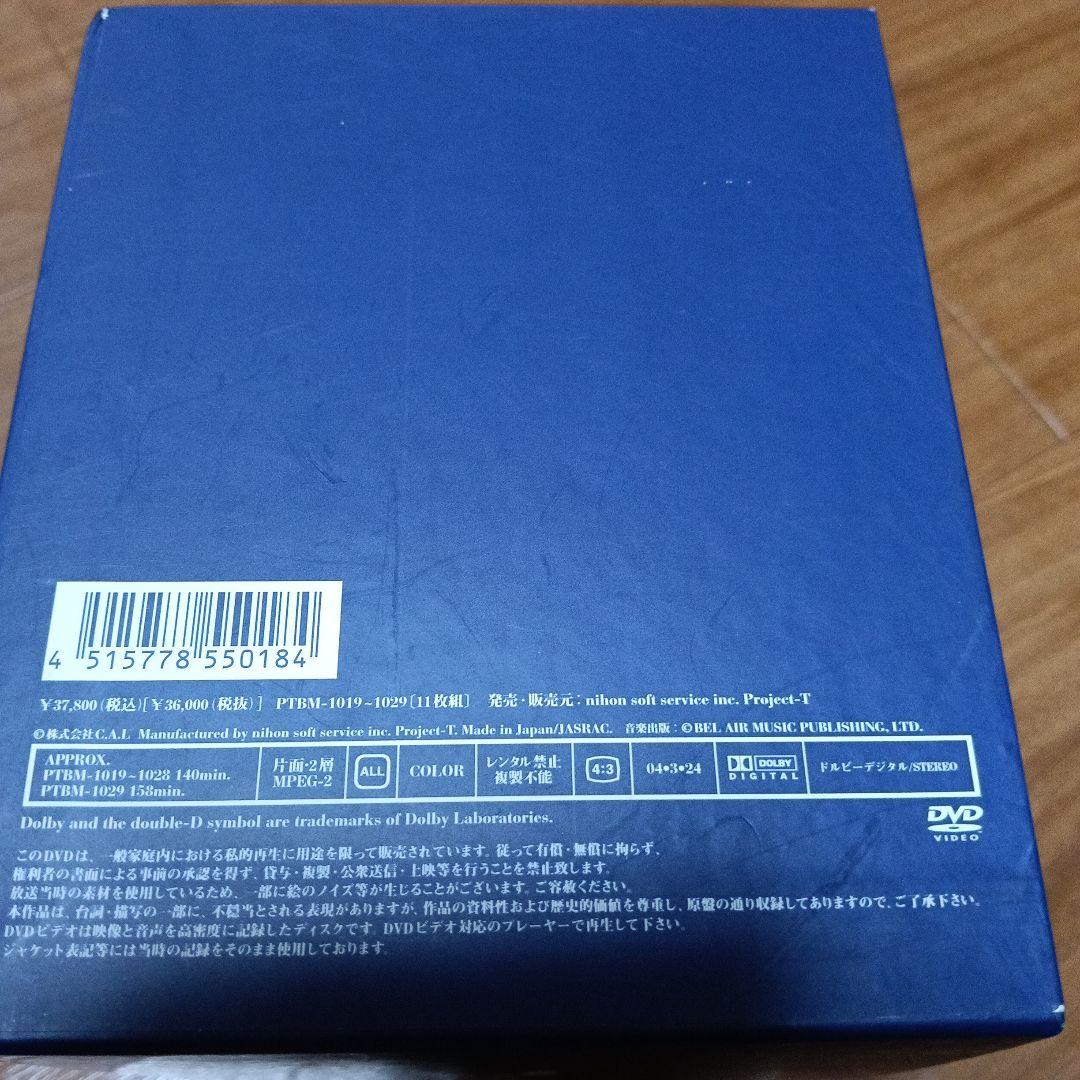 4 515778 550184
¥37,800(税込)[¥36,000(税抜)] PTBM-1019~1029[11枚組] 発売・販売元:nihon soft service inc. Project-T
©株式会社C.A.L Manufactured by nihon soft service inc. Project-T. Made in Japan/JASRAC. 音楽出版:©BEL AIR MUSIC PUBLISHING, LTD.
APPROX.
PTBM-1019~1028 140min.
PTBM-1029 158min.
片面・2層
MPEG-2
ALL
COLOR
レンタル禁止
複製不能
4:3
04•3•24
DOLBY
DIGITAL
ドルビーデジタル/STEREO
Dolby and the double-D symbol are trademarks of Dolby Laboratories.
DVD
VIDEO
このDVDは、一般家庭内における私的再生に用途を限って販売されています。従って有償・無償に拘らず、
権利者の書面による事前の承認を得ず、貸与・複製・公衆送信・上映等を行うことを禁止致します。
放送当時の素材を使用しているため、一部に絵のノイズ等が生じることがございます。ご容赦ください。
本作品は、台詞・描写の一部に、不穏当とされる表現がありますが、作品の資料性および歴史的価値を尊重し、原盤の通り収録してありますので、ご了承下さい。
DVDビデオは映像と音声を高密度に記録したディスクです。DVDビデオ対応のプレーヤーで再生して下さい。
ジャケット表記等には当時の記録をそのまま使用しております。